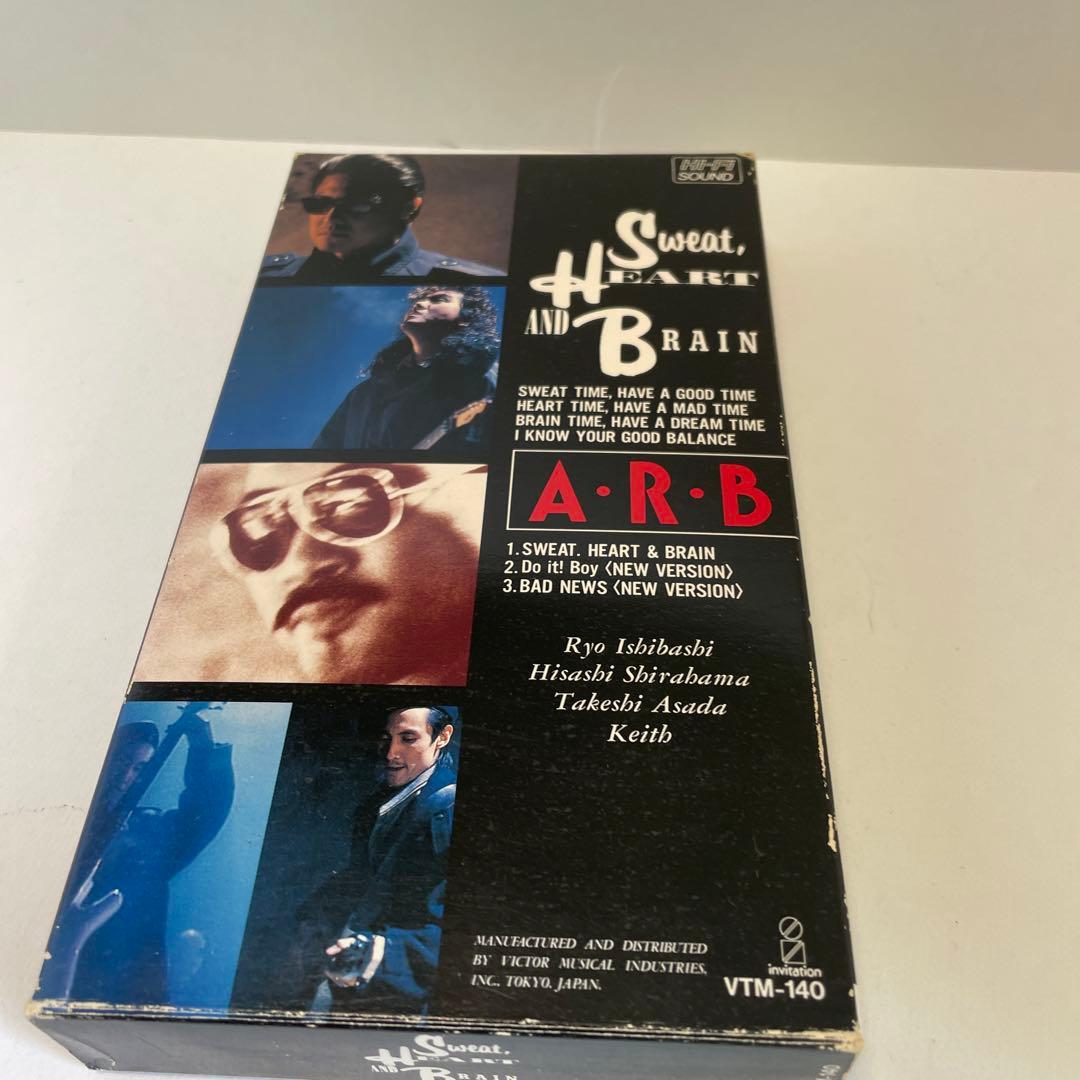 HI-FI
SOUND
Sweat,
HEART
AND BRAIN
SWEAT TIME, HAVE A GOOD TIME
HEART TIME, HAVE A MAD TIME
BRAIN TIME, HAVE A DREAM TIME
I KNOW YOUR GOOD BALANCE
A・R・B
1. SWEAT. HEART & BRAIN
2. Do it! Boy〈NEW VERSION〉
3. BAD NEWS〈NEW VERSION〉
Ryo Ishibashi
Hisashi Shirahama
Takeshi Asada
Keith
MANUFACTURED AND DISTRIBUTED
BY VICTOR MUSICAL INDUSTRIES,
INC., TOKYO, JAPAN.
invitation
VTM-140
Sweat,
HEART
AND BRAIN